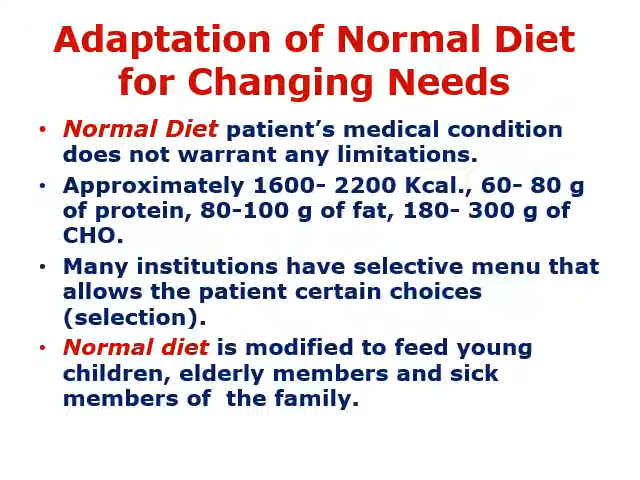 Adaptation of Normal Diet
for Changing Needs
• Normal Diet patient's medical condition
does not warrant any limitations.
• Approximately 1600- 2200 Kcal., 60- 80 g
of protein, 80-100 g of fat, 180- 300 g of
CHO.
• Many institutions have selective menu that
allows the patient certain choices
(selection).
• Normal diet is modified to feed young
children, elderly members and sick
members of  the family.